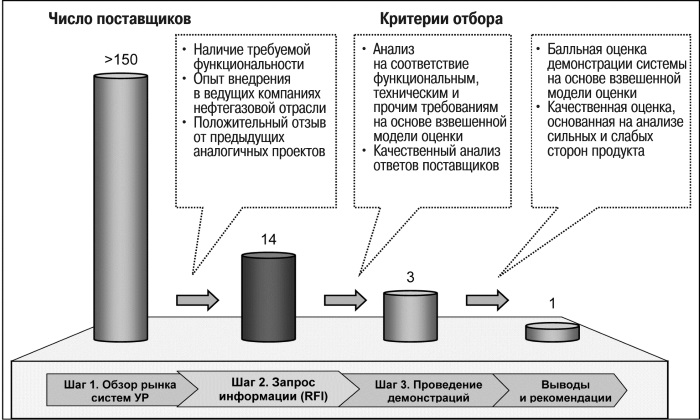 Число поставщиков
Критерии отбора
>150
• Наличие требуемой
функциональности
• Опыт внедрения
в ведущих компаниях
нефтегазовой отрасли
• Положительный отзыв
от предыдущих
аналогичных проектов
• Анализ
на соответствие
функциональным,
техническим и
прочим требованиям
на основе взвешенной
модели оценки
• Качественный анализ
ответов поставщиков
• Балльная оценка
демонстрации системы
на основе взвешенной
модели оценки
• Качественная оценка,
основанная на анализе
сильных и слабых
сторон продукта
14
3
1
Шаг 1. Обзор рынка
систем УР
Шаг 2. Запрос
информации (RFI)
Шаг 3. Проведение
демонстраций
Выводы
и рекомендации